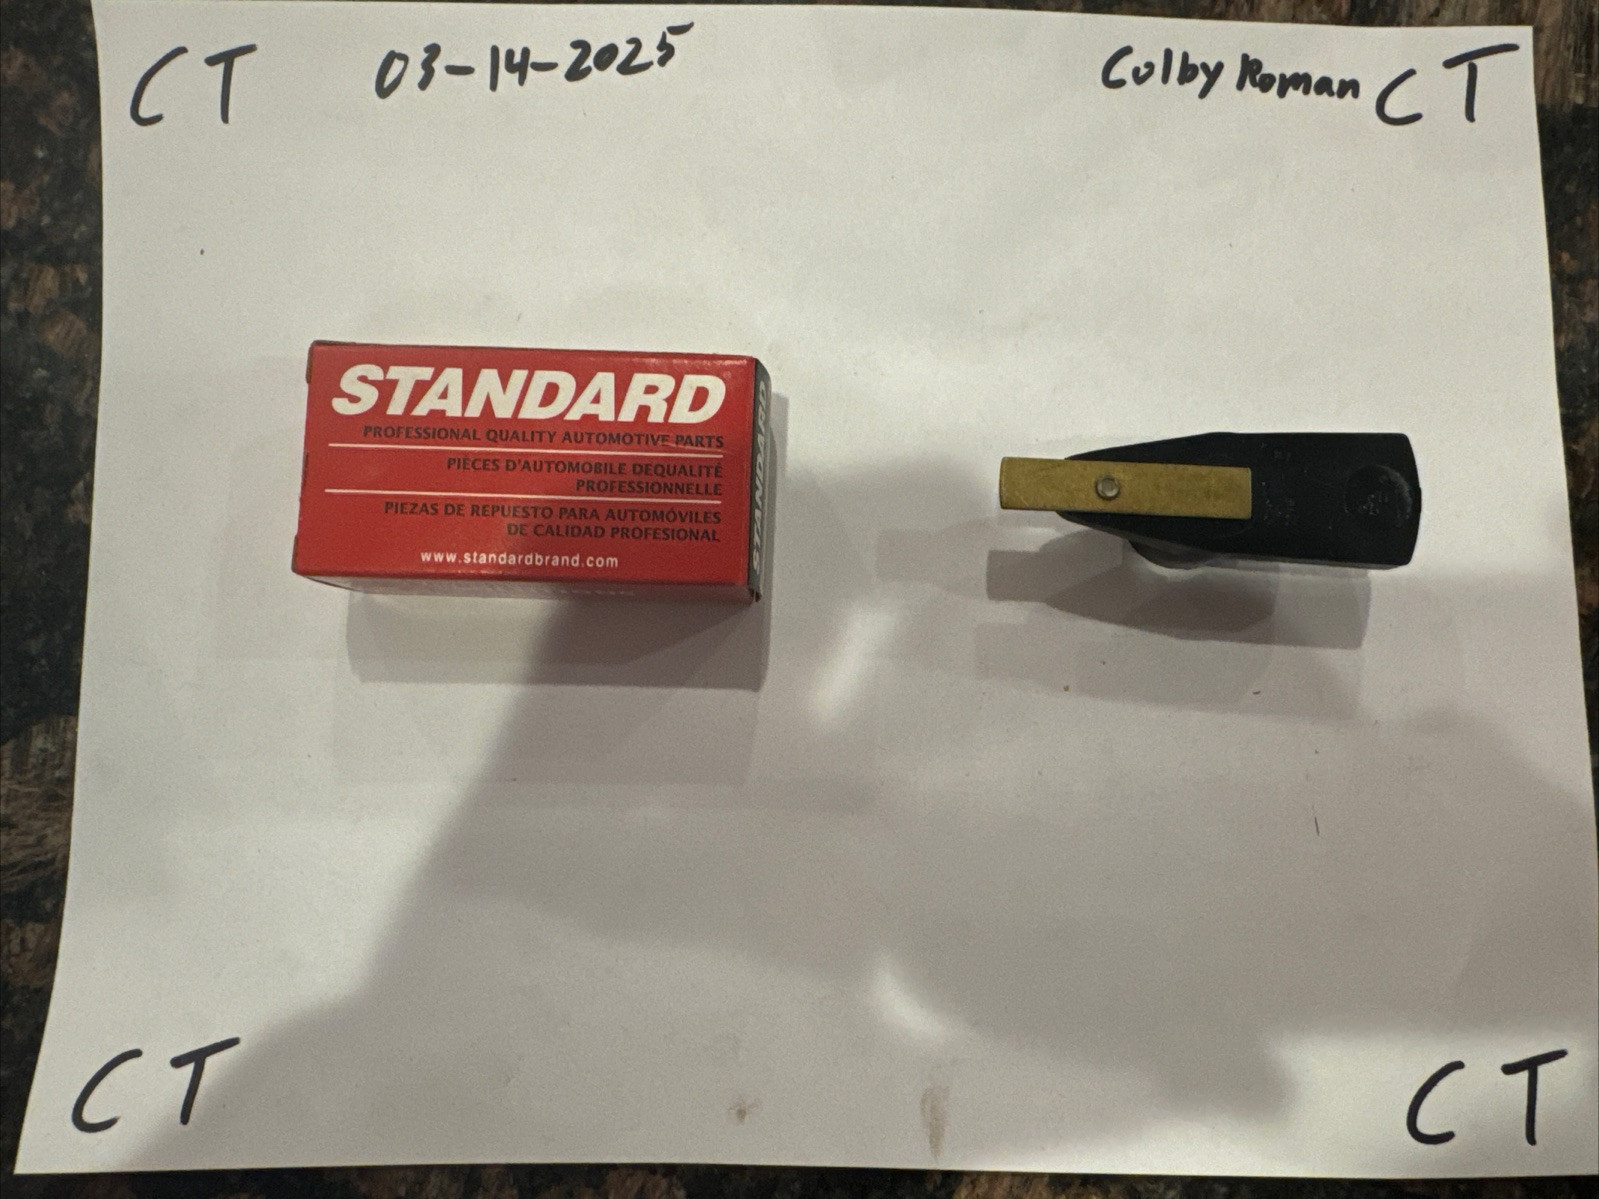 CT 03-14-2025 Colby Roman CT
STANDARD
PROFESSIONAL QUALITY AUTOMOTIVE PARTS
PIÈCES D'AUTOMOBILE DEQUALITÉ
PROFESSIONNELLE
PIEZAS DE REPUESTO PARA AUTOMÓVILES
DE CALIDAD PROFESIONAL
www.standardbrand.com
STANDARD
CT CT